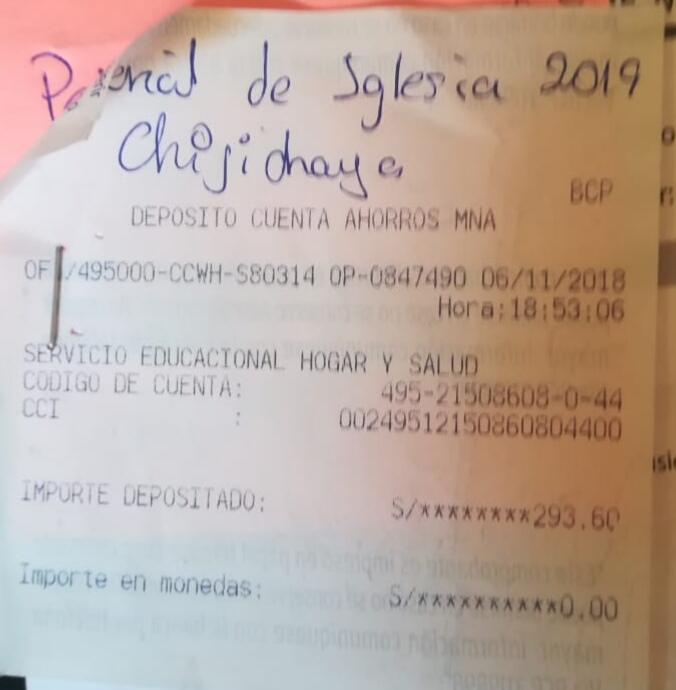 de Iglesia 2019
Chijichaya
BCP
DEPOSITO CUENTA AHORROS MNA
OF /495000-CCWH-S80314 OP-0847490 06/11/2018
Hora:18:53:06
SERVICIO EDUCACIONAL HOGAR Y SALUD
CODIGO DE CUENTA: 495-21508608-0-44
CCI : 00249512150860804400
IMPORTE DEPOSITADO: S/********293.60
Importe en monedas: S/**********0.00